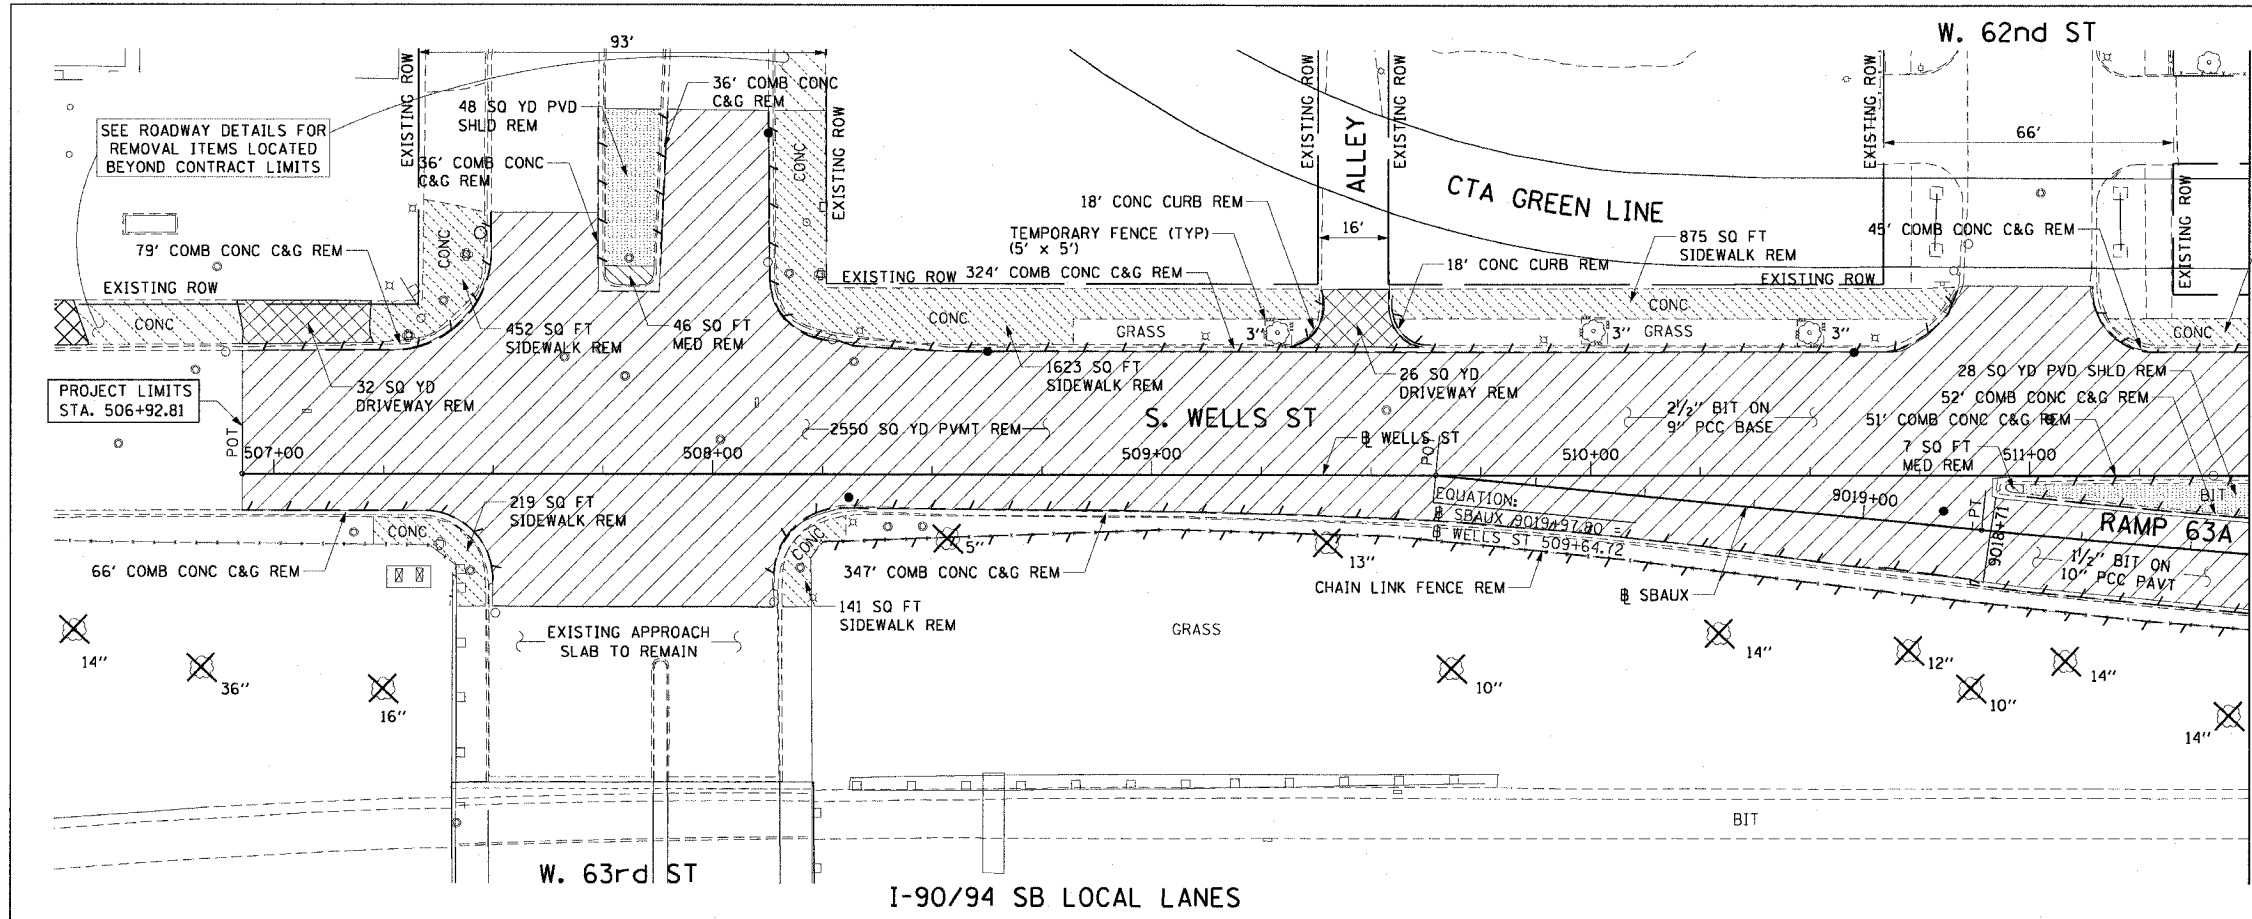 W. 62nd ST
93'
EXISTING ROW
36' COMB CONC
C&G REM
48 SQ YD PVD
SHLD REM
SEE ROADWAY DETAILS FOR
REMOVAL ITEMS LOCATED
BEYOND CONTRACT LIMITS
36' COMB CONC
C&G REM
CONC
EXISTING ROW
EXISTING ROW
ALLEY
EXISTING ROW
EXISTING ROW
66'
EXISTING ROW
CTA GREEN LINE
18' CONC CURB REM
TEMPORARY FENCE (TYP)
(5' x 5')
16'
875 SQ FT
SIDEWALK REM
45' COMB CONC C&G REM
79' COMB CONC C&G REM
CONC
EXISTING ROW
324' COMB CONC C&G REM
18' CONC CURB REM
EXISTING ROW
EXISTING ROW
CONC
452 SQ FT
SIDEWALK REM
46 SQ FT
MED REM
CONC
GRASS
3"
CONC
3"
GRASS
3"
CONC
PROJECT LIMITS
STA. 506+92.81
32 SQ YD
DRIVEWAY REM
1623 SQ FT
SIDEWALK REM
26 SQ YD
DRIVEWAY REM
28 SQ YD PVD SHLD REM
52' COMB CONC C&G REM
51' COMB CONC C&G REM
S. WELLS ST
2 1/2" BIT ON
9" PCC BASE
2550 SQ YD PVMT REM
POT
507+00
508+00
509+00
℄ WELLS ST
POT
510+00
7 SQ FT
MED REM
511+00
9019+00
BIT
EQUATION:
℄ SBAUX 9019+97.80 =
℄ WELLS ST 509+64.72
PT
9018+71
RAMP 63A
219 SQ FT
SIDEWALK REM
CONC
CONC
66' COMB CONC C&G REM
5"
347' COMB CONC C&G REM
13"
CHAIN LINK FENCE REM
℄ SBAUX
1 1/2" BIT ON
10" PCC PAVT
141 SQ FT
SIDEWALK REM
EXISTING APPROACH
SLAB TO REMAIN
GRASS
14"
36"
16"
10"
14"
12"
10"
14"
14"
BIT
W. 63rd ST
I-90/94 SB LOCAL LANES